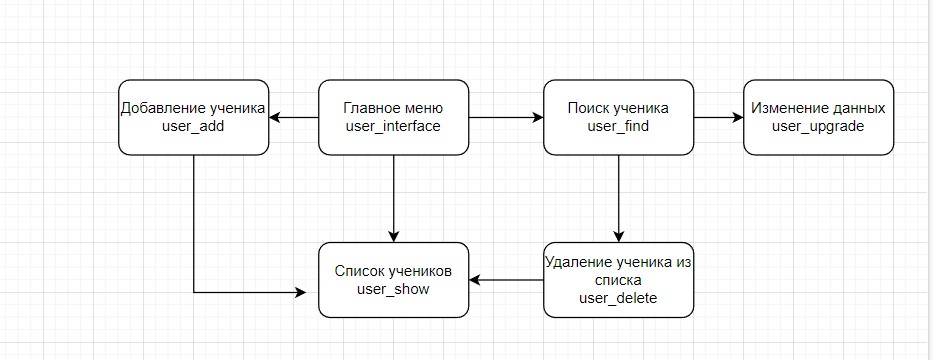 Добавление ученика
user_add
Главное меню
user_interface
Поиск ученика
user_find
Изменение данных
user_upgrade
Список учеников
user_show
Удаление ученика из
списка
user_delete